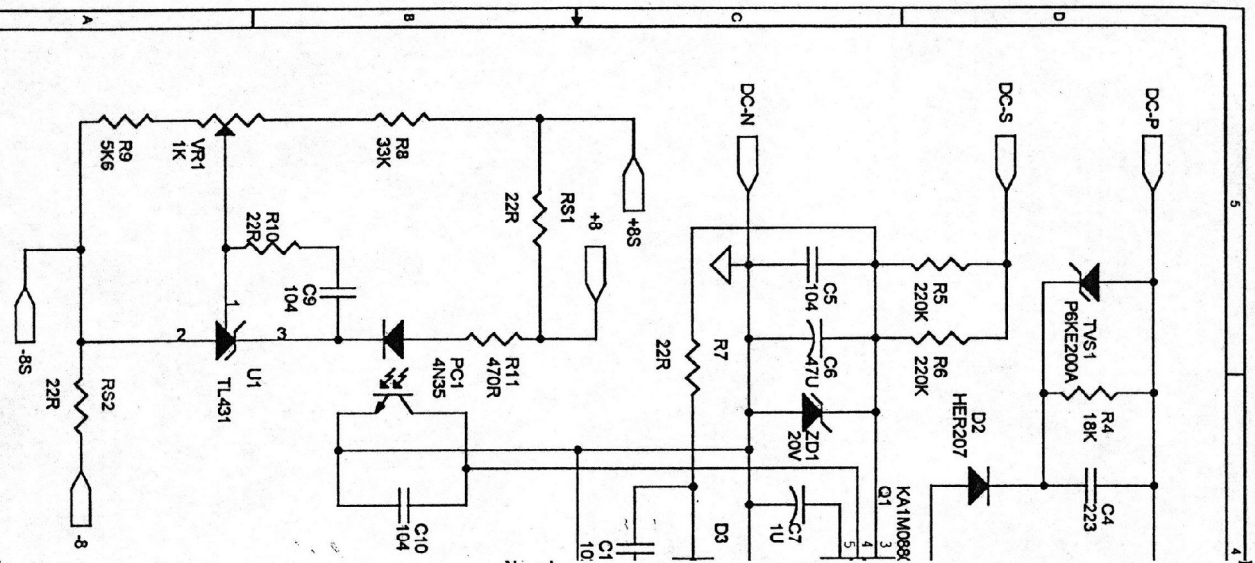 A
B
C
D
5
4
DC-N
DC-S
DC-P
R9
5K6
VR1
1K
R8
33K
RS1
22R
+8S
+8
R10
22R
C9
104
1
2
3
U1
TL431
PC1
4N35
R11
470R
-8S
RS2
22R
-8
C10
104
R7
22R
C5
104
C6
47U
ZD1
20V
C7
1U
R5
220K
R6
220K
TVS1
P6KE200A
R4
18K
D2
HER207
C4
223
Q1
3
4
5
D3